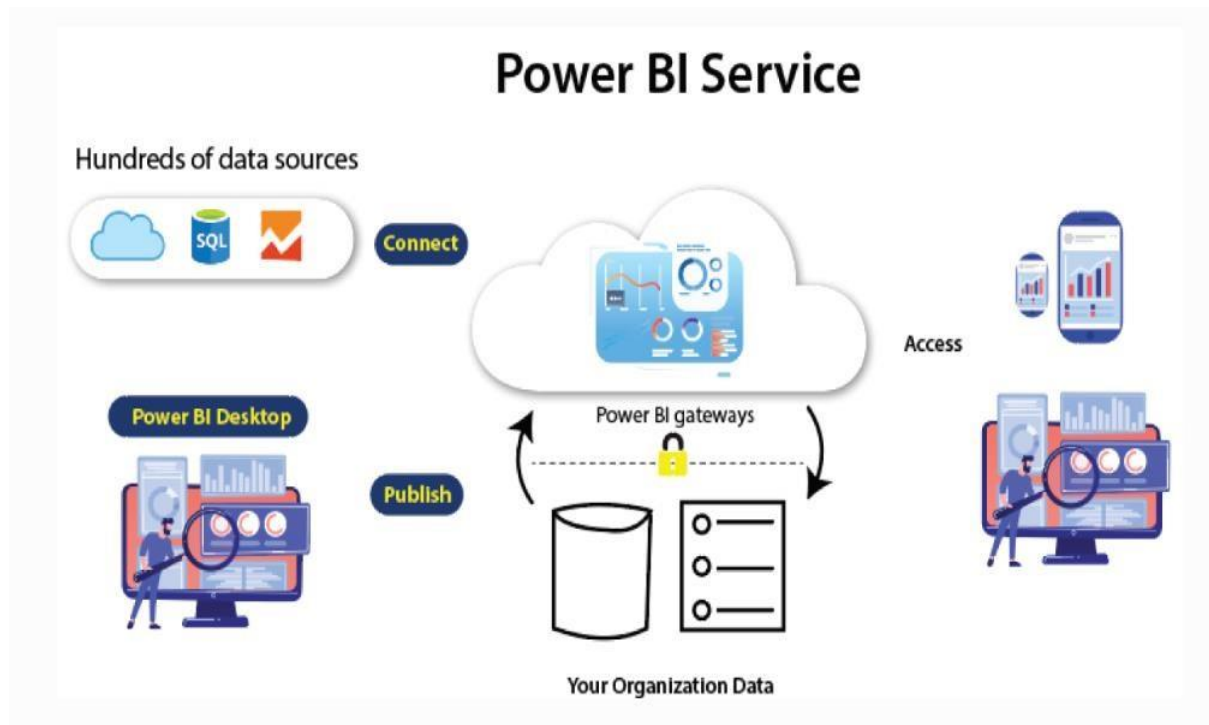 Power BI Service
Hundreds of data sources
SQL
Connect
Access
Power BI Desktop
Power BI gateways
Publish
Your Organization Data